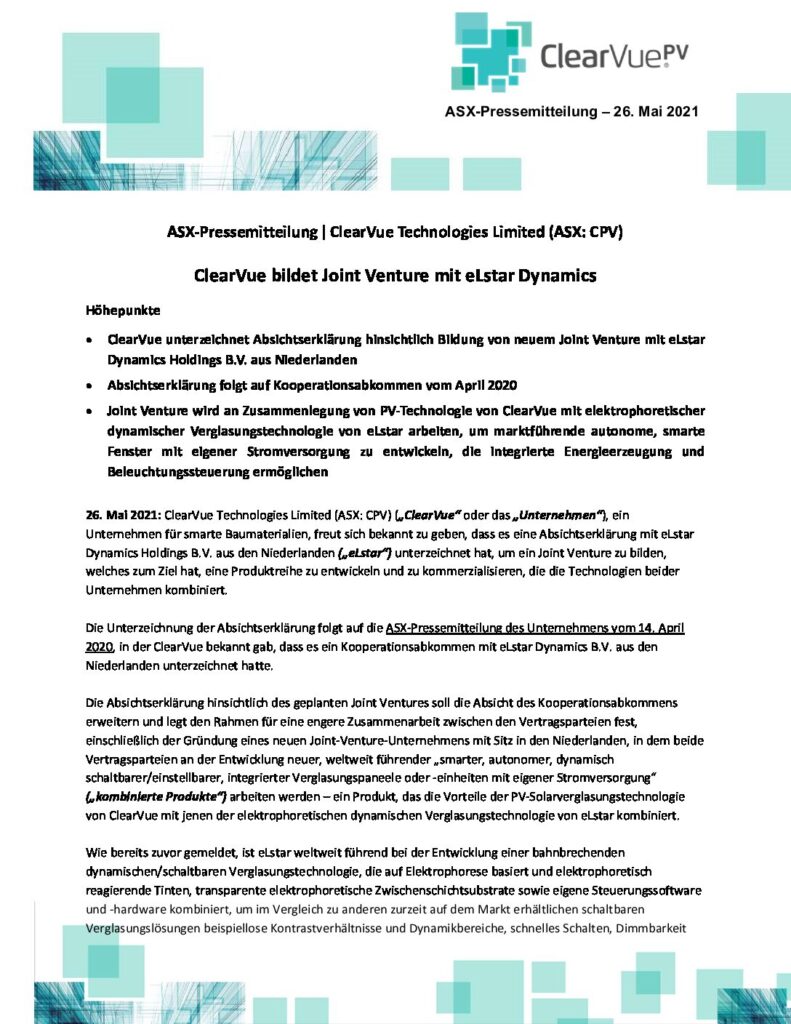 ClearVue PV
ASX-Pressemitteilung – 26. Mai 2021
ASX-Pressemitteilung | ClearVue Technologies Limited (ASX: CPV)
ClearVue bildet Joint Venture mit eLstar Dynamics
Höhepunkte
• ClearVue unterzeichnet Absichtserklärung hinsichtlich Bildung von neuem Joint Venture mit eLstar
Dynamics Holdings B.V. aus Niederlanden
• Absichtserklärung folgt auf Kooperationsabkommen vom April 2020
• Joint Venture wird an Zusammenlegung von PV-Technologie von ClearVue mit elektrophoretischer
dynamischer Verglasungstechnologie von eLstar arbeiten, um marktführende autonome, smarte
Fenster mit eigener Stromversorgung zu entwickeln, die integrierte Energieerzeugung und
Beleuchtungssteuerung ermöglichen
26. Mai 2021: ClearVue Technologies Limited (ASX: CPV) („ClearVue“ oder das „Unternehmen“), ein
Unternehmen für smarte Baumaterialien, freut sich bekannt zu geben, dass es eine Absichtserklärung mit eLstar
Dynamics Holdings B.V. aus den Niederlanden („eLstar“) unterzeichnet hat, um ein Joint Venture zu bilden,
welches zum Ziel hat, eine Produktreihe zu entwickeln und zu kommerzialisieren, die die Technologien beider
Unternehmen kombiniert.
Die Unterzeichnung der Absichtserklärung folgt auf die ASX-Pressemitteilung des Unternehmens vom 14. April
2020, in der ClearVue bekannt gab, dass es ein Kooperationsabkommen mit eLstar Dynamics B.V. aus den
Niederlanden unterzeichnet hatte.
Die Absichtserklärung hinsichtlich des geplanten Joint Ventures soll die Absicht des Kooperationsabkommens
erweitern und legt den Rahmen für eine engere Zusammenarbeit zwischen den Vertragsparteien fest,
einschließlich der Gründung eines neuen Joint-Venture-Unternehmens mit Sitz in den Niederlanden, in dem beide
Vertragsparteien an der Entwicklung neuer, weltweit führender „smarter, autonomer, dynamisch
schaltbarer/einstellbarer, integrierter Verglasungspaneele oder -einheiten mit eigener Stromversorgung“
(„kombinierte Produkte“) arbeiten werden – ein Produkt, das die Vorteile der PV-Solarverglasungstechnologie
von ClearVue mit jenen der elektrophoretischen dynamischen Verglasungstechnologie von eLstar kombiniert.
Wie bereits zuvor gemeldet, ist eLstar weltweit führend bei der Entwicklung einer bahnbrechenden
dynamischen/schaltbaren Verglasungstechnologie, die auf Elektrophorese basiert und elektrophoretisch
reagierende Tinten, transparente elektrophoretische Zwischenschichtsubstrate sowie eigene Steuerungssoftware
und -hardware kombiniert, um im Vergleich zu anderen zurzeit auf dem Markt erhältlichen schaltbaren
Verglasungslösungen beispiellose Kontrastverhältnisse und Dynamikbereiche, schnelles Schalten, Dimmbarkeit